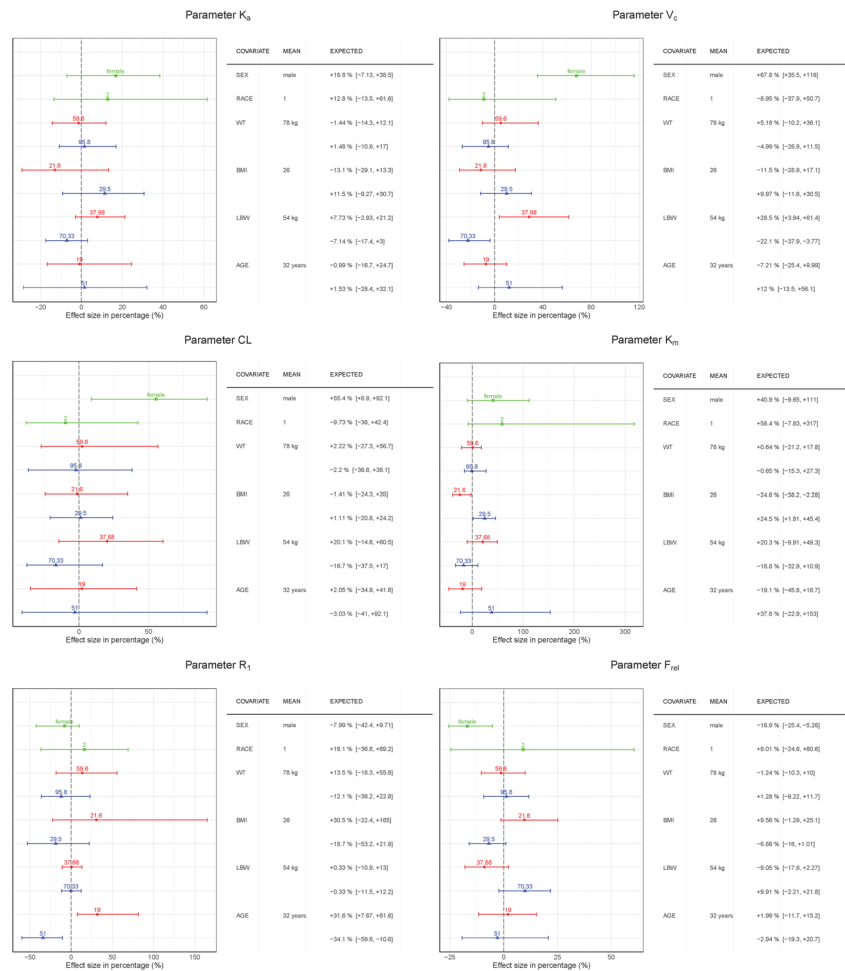 Parameter Ka
female
2
59.6
95.8
21.6
29.5
37.68
70.33
19
51
−20 0 20 40 60
Effect size in percentage (%)
COVARIATE MEAN EXPECTED
SEX male +16.8 % [−7.13, +38.5]
RACE 1 +12.8 % [−13.5, +61.6]
WT 78 kg −1.44 % [−14.3, +12.1]
+1.48 % [−10.9, +17]
BMI 26 −13.1 % [−29.1, +13.3]
+11.5 % [−9.27, +30.7]
LBW 54 kg +7.73 % [−2.93, +21.2]
−7.14 % [−17.4, +3]
AGE 32 years −0.99 % [−16.7, +24.7]
+1.53 % [−28.4, +32.1]
Parameter Vc
female
2
59.6
95.8
21.6
29.5
37.68
70.33
19
51
−40 0 40 80 120
Effect size in percentage (%)
COVARIATE MEAN EXPECTED
SEX male +67.8 % [+35.5, +116]
RACE 1 −8.95 % [−37.9, +50.7]
WT 78 kg +5.18 % [−10.2, +36.1]
−4.99 % [−26.9, +11.5]
BMI 26 −11.5 % [−28.9, +17.1]
+9.97 % [−11.6, +30.5]
LBW 54 kg +28.5 % [+3.94, +61.4]
−22.1 % [−37.9, −3.77]
AGE 32 years −7.21 % [−25.4, +9.99]
+12 % [−13.5, +56.1]
Parameter CL
female
2
59.6
95.8
21.6
29.5
37.68
70.33
19
51
0 50
Effect size in percentage (%)
COVARIATE MEAN EXPECTED
SEX male +55.4 % [+8.9, +92.1]
RACE 1 −9.73 % [−38, +42.4]
WT 78 kg +2.22 % [−27.3, +56.7]
−2.2 % [−36.6, +38.1]
BMI 26 −1.41 % [−24.3, +35]
+1.11 % [−20.8, +24.2]
LBW 54 kg +20.1 % [−14.6, +60.5]
−16.7 % [−37.5, +17]
AGE 32 years +2.05 % [−34.9, +41.6]
−3.03 % [−41, +92.1]
Parameter Km
female
2
59.6
95.8
21.6
29.5
37.68
70.33
19
51
0 100 200 300
Effect size in percentage (%)
COVARIATE MEAN EXPECTED
SEX male +40.9 % [−9.65, +111]
RACE 1 +58.4 % [−7.83, +317]
WT 78 kg +0.64 % [−21.2, +17.8]
−0.65 % [−15.3, +27.3]
BMI 26 −24.6 % [−38.2, −2.28]
+24.5 % [+1.81, +45.4]
LBW 54 kg +20.3 % [−9.91, +49.3]
−16.8 % [−32.9, +10.9]
AGE 32 years −19.1 % [−45.8, +18.7]
+37.8 % [−22.9, +153]
Parameter R1
female
2
59.6
95.8
21.6
29.5
37.68
70.33
19
51
−50 0 50 100 150
Effect size in percentage (%)
COVARIATE MEAN EXPECTED
SEX male −7.99 % [−42.4, +9.71]
RACE 1 +16.1 % [−36.8, +69.2]
WT 78 kg +13.5 % [−18.3, +55.8]
−12.1 % [−36.2, +22.8]
BMI 26 +30.5 % [−22.4, +165]
−18.7 % [−53.2, +21.9]
LBW 54 kg +0.33 % [−10.9, +13]
−0.33 % [−11.5, +12.2]
AGE 32 years +31.6 % [+7.67, +81.6]
−34.1 % [−59.6, −10.6]
Parameter Frel
female
2
59.6
95.8
21.6
29.5
37.68
70.33
19
51
−25 0 25 50
Effect size in percentage (%)
COVARIATE MEAN EXPECTED
SEX male −16.9 % [−25.4, −5.26]
RACE 1 +9.01 % [−24.6, +60.6]
WT 78 kg −1.24 % [−10.3, +10]
+1.28 % [−9.22, +11.7]
BMI 26 +9.56 % [−1.29, +25.1]
−6.86 % [−16, +1.01]
LBW 54 kg −9.05 % [−17.9, +2.27]
+9.91 % [−2.21, +21.8]
AGE 32 years +1.99 % [−11.7, +15.2]
−2.94 % [−19.3, +20.7]